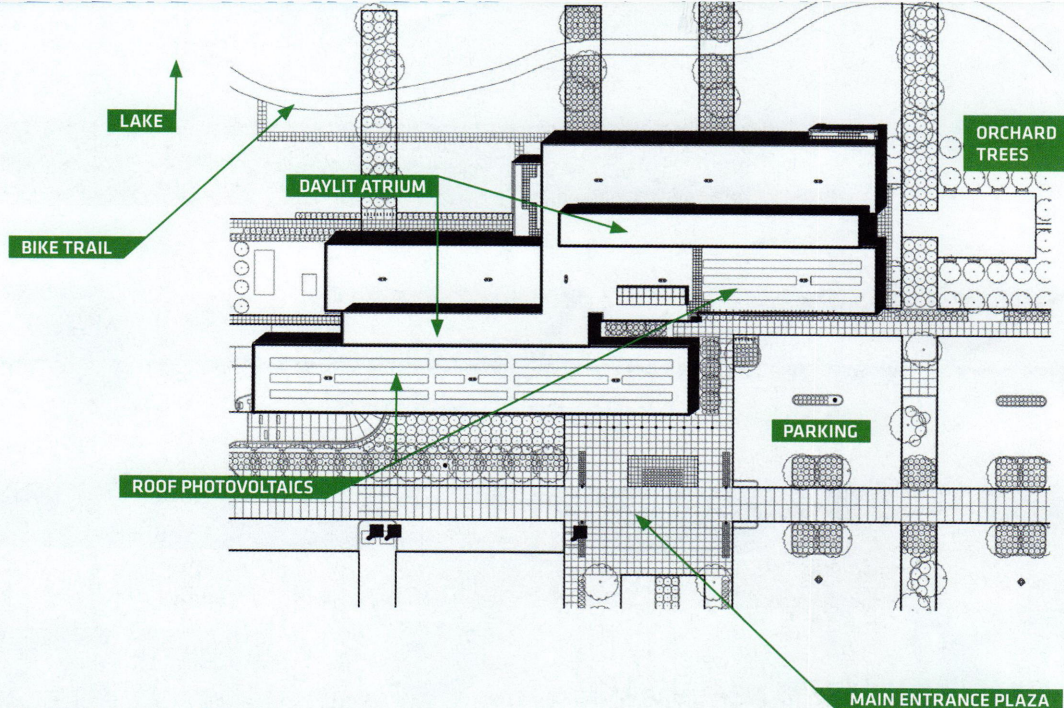 LAKE
ORCHARD
TREES
DAYLIT ATRIUM
BIKE TRAIL
PARKING
ROOF PHOTOVOLTAICS
MAIN ENTRANCE PLAZA